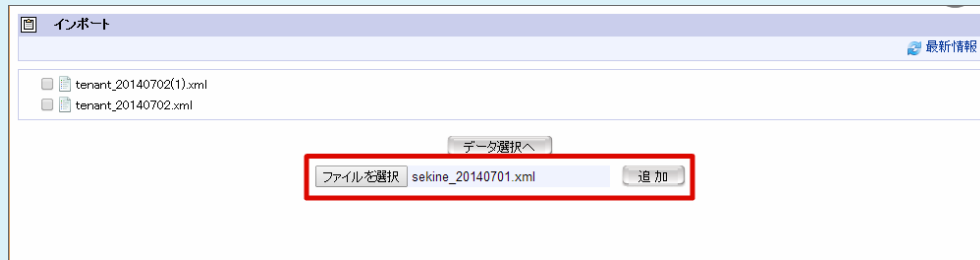 インポート
最新情報
tenant_20140702(1).xml
tenant_20140702.xml
データ選択へ
ファイルを選択 sekine_20140701.xml 追 加